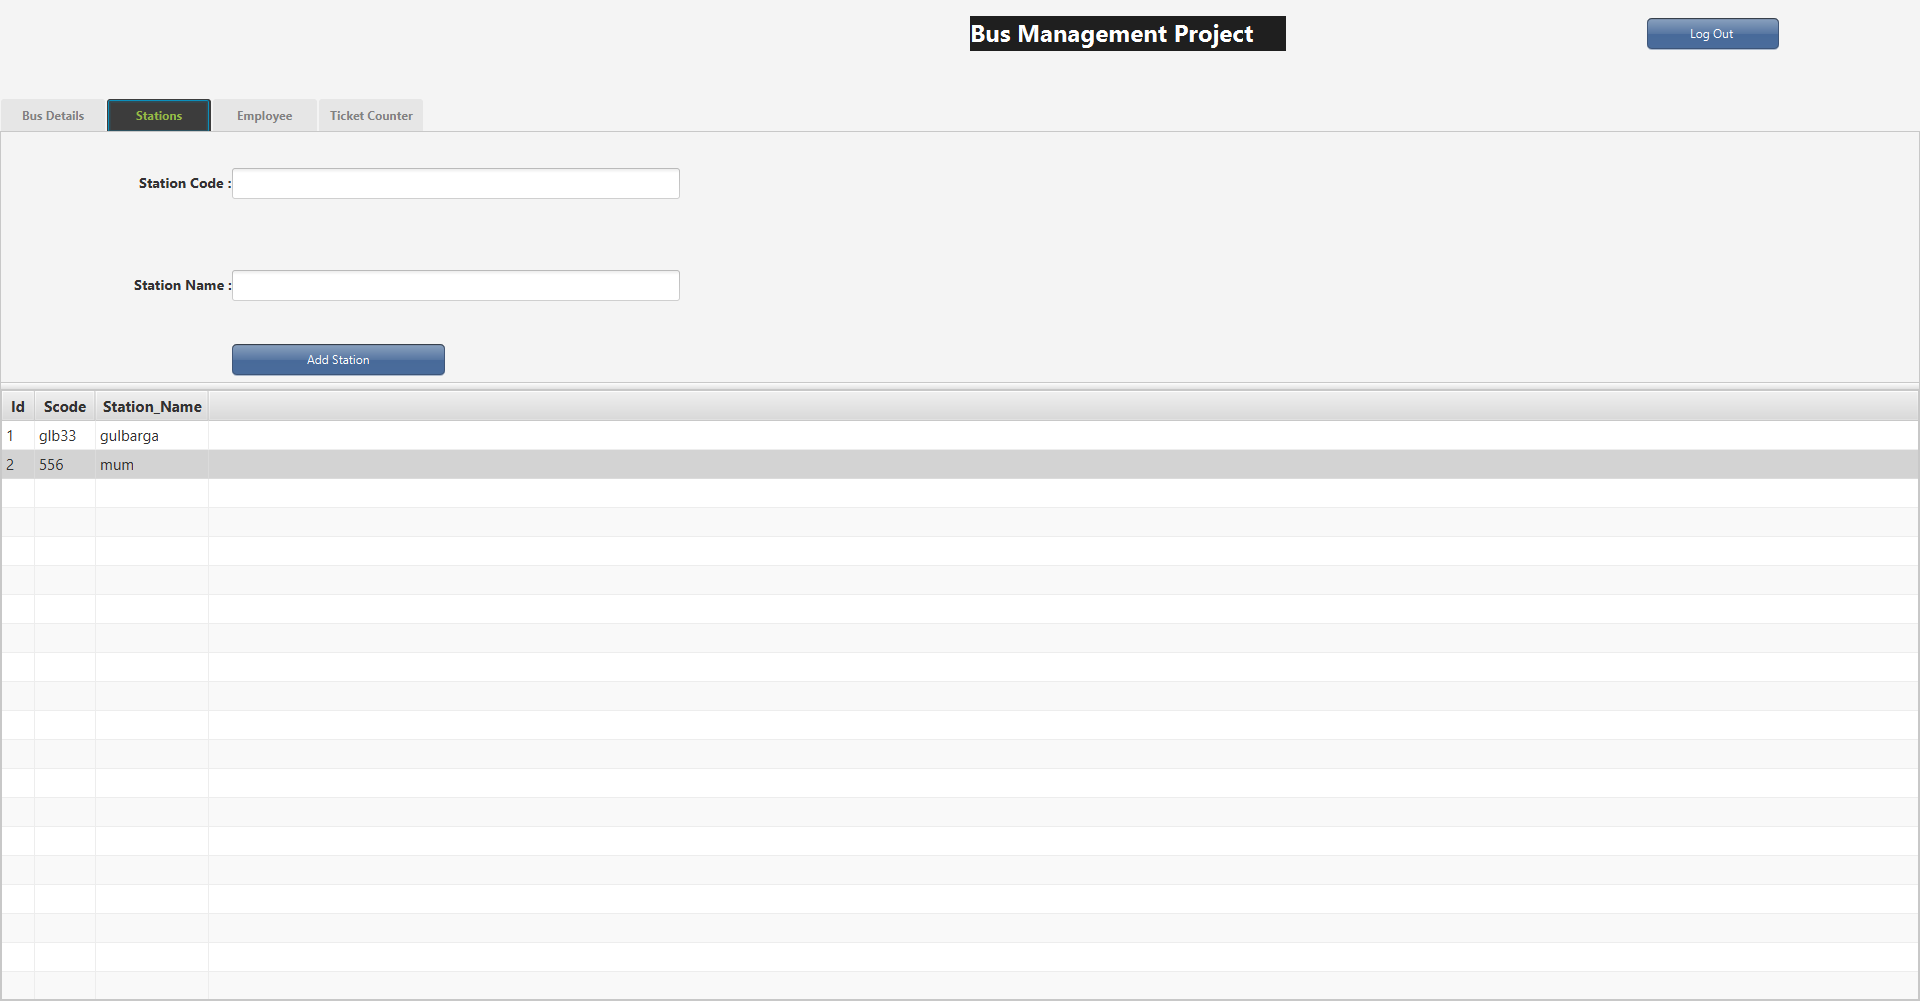 Bus Management Project
Log Out
Bus Details Stations Employee Ticket Counter
Station Code :
Station Name :
Add Station
Id Scode Station_Name
1 glb33 gulbarga
2 556 mum